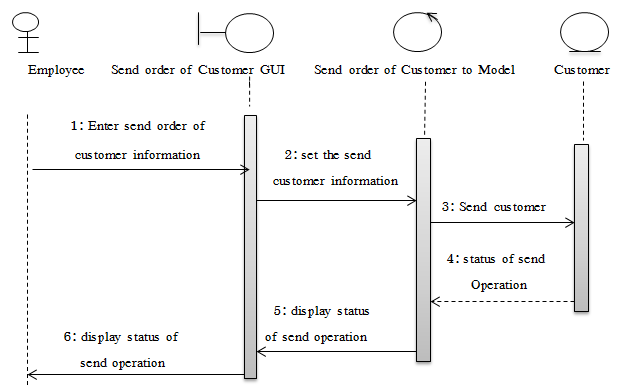 Employee
Send order of Customer GUI
Send order of Customer to Model
Customer
1: Enter send order of
customer information
2: set the send
customer information
3: Send customer
4: status of send
Operation
5: display status
of send operation
6: display status of
send operation